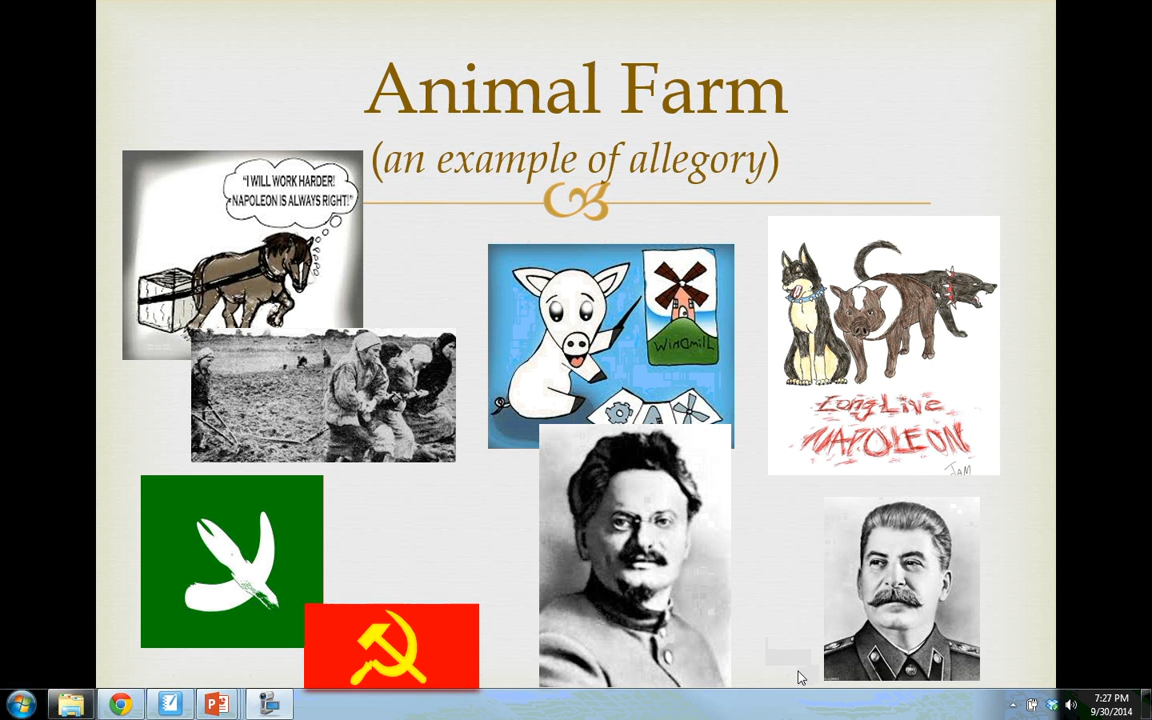 Animal Farm
(an example of allegory)
"I WILL WORK HARDER!
NAPOLEON IS ALWAYS RIGHT!"
WINDMILL
Long Live
NAPOLEON
JAM
7:27 PM
9/30/2014